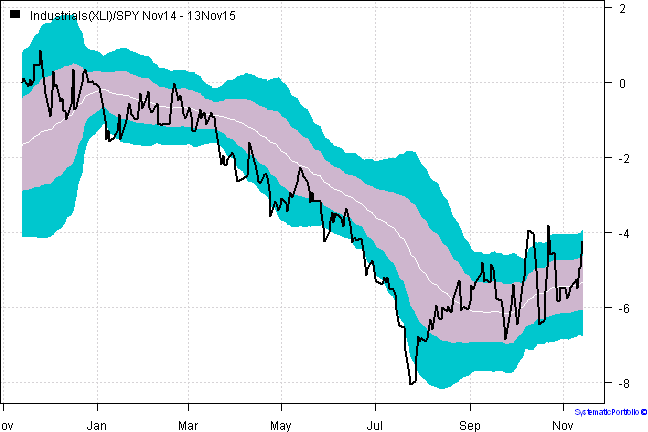 Industrials(XLI)/SPY Nov14 - 13Nov15
2
0
-2
-4
-6
-8
ov Jan Mar May Jul Sep Nov
SystematicPortfolio ©